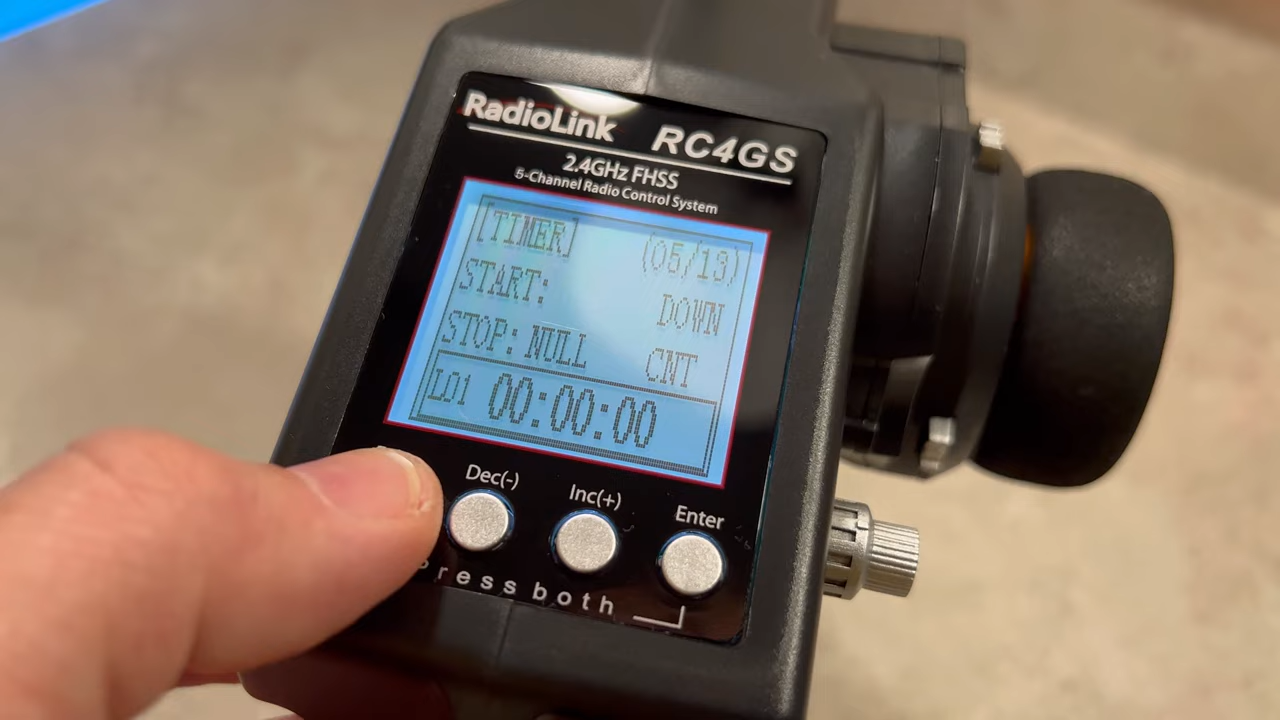 RadioLink RC4GS
2.4GHz FHSS
5-Channel Radio Control System
[TIMER] (05/13)
START: DOWN
STOP: NULL CNT
L01 00:00:00
Dec(-) Inc(+) Enter
Press both